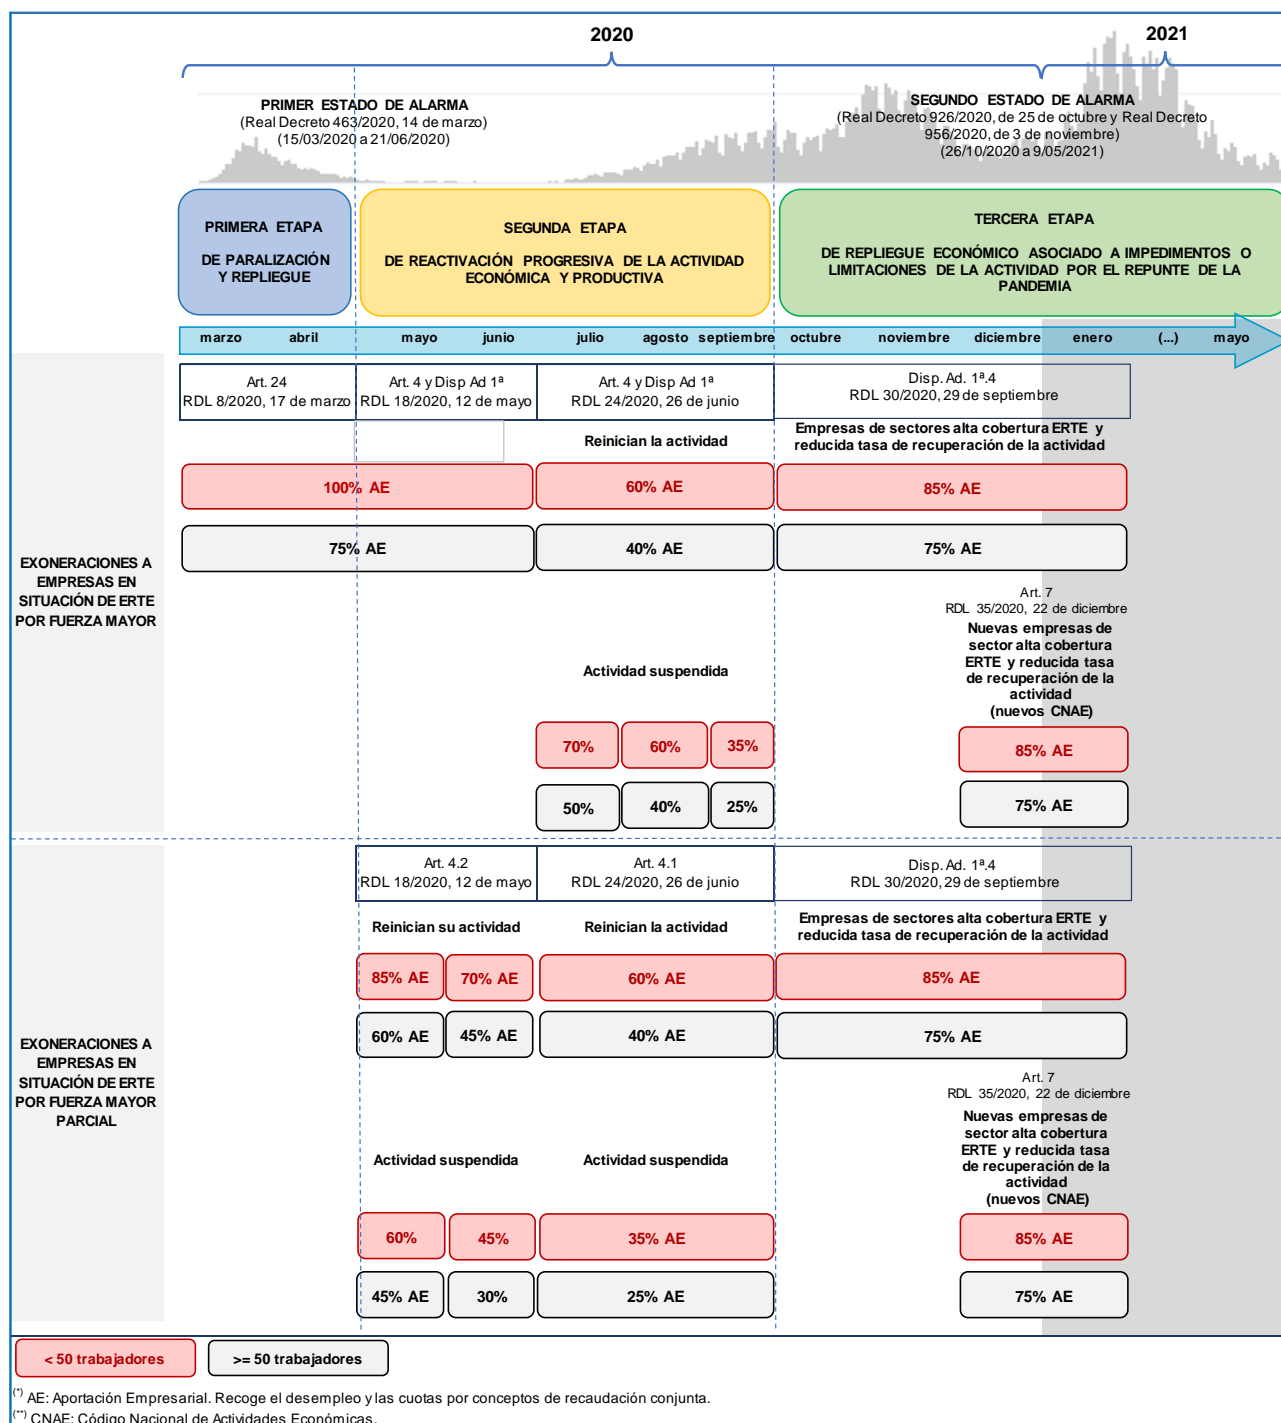 2020
2021
PRIMER ESTADO DE ALARMA
(Real Decreto 463/2020, 14 de marzo)
(15/03/2020 a 21/06/2020)
SEGUNDO ESTADO DE ALARMA
(Real Decreto 926/2020, de 25 de octubre y Real Decreto
956/2020, de 3 de noviembre)
(26/10/2020 a 9/05/2021)
PRIMERA ETAPA
DE PARALIZACIÓN
Y REPLIEGUE
SEGUNDA ETAPA
DE REACTIVACIÓN PROGRESIVA DE LA ACTIVIDAD
ECONÓMICA Y PRODUCTIVA
TERCERA ETAPA
DE REPLIEGUE ECONÓMICO ASOCIADO A IMPEDIMENTOS O
LIMITACIONES DE LA ACTIVIDAD POR EL REPUNTE DE LA
PANDEMIA
marzo abril mayo junio julio agosto septiembre octubre noviembre diciembre enero (...) mayo
EXONERACIONES A
EMPRESAS EN
SITUACIÓN DE ERTE
POR FUERZA MAYOR
Art. 24
RDL 8/2020, 17 de marzo
Art. 4 y Disp Ad 1ª
RDL 18/2020, 12 de mayo
Art. 4 y Disp Ad 1ª
RDL 24/2020, 26 de junio
Disp. Ad. 1ª.4
RDL 30/2020, 29 de septiembre
Reinician la actividad
Empresas de sectores alta cobertura ERTE y
reducida tasa de recuperación de la actividad
100% AE
60% AE
85% AE
75% AE
40% AE
75% AE
Art. 7
RDL 35/2020, 22 de diciembre
Nuevas empresas de
sector alta cobertura
ERTE y reducida tasa
de recuperación de la
actividad
(nuevos CNAE)
Actividad suspendida
70%
60%
35%
85% AE
50%
40%
25%
75% AE
EXONERACIONES A
EMPRESAS EN
SITUACIÓN DE ERTE
POR FUERZA MAYOR
PARCIAL
Art. 4.2
RDL 18/2020, 12 de mayo
Art. 4.1
RDL 24/2020, 26 de junio
Disp. Ad. 1ª.4
RDL 30/2020, 29 de septiembre
Reinician su actividad
Reinician la actividad
Empresas de sectores alta cobertura ERTE y
reducida tasa de recuperación de la actividad
85% AE
70% AE
60% AE
85% AE
60% AE
45% AE
40% AE
75% AE
Art. 7
RDL 35/2020, 22 de diciembre
Nuevas empresas de
sector alta cobertura
ERTE y reducida tasa
de recuperación de la
actividad
(nuevos CNAE)
Actividad suspendida
Actividad suspendida
60%
45%
35% AE
85% AE
45% AE
30%
25% AE
75% AE
< 50 trabajadores
>= 50 trabajadores
(*) AE: Aportación Empresarial. Recoge el desempleo y las cuotas por conceptos de recaudación conjunta.
(**) CNAE: Código Nacional de Actividades Económicas.